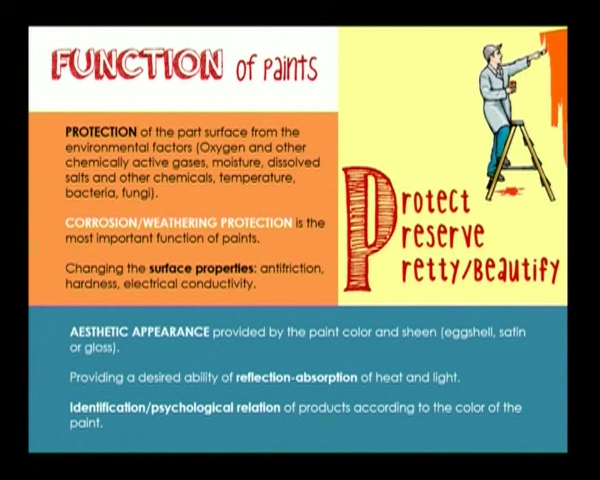 FUNCTION of Paints
PROTECTION of the part surface from the
environmental factors (Oxygen and other
chemically active gases, moisture, dissolved
salts and other chemicals, temperature,
bacteria, fungi).
CORROSION/WEATHERING PROTECTION is the
most important function of paints.
Changing the surface properties: antifriction,
hardness, electrical conductivity.
Protect
Preserve
Pretty/Beautify
AESTHETIC APPEARANCE provided by the paint color and sheen (eggshell, satin
or gloss).
Providing a desired ability of reflection-absorption of heat and light.
Identification/psychological relation of products according to the color of the
paint.